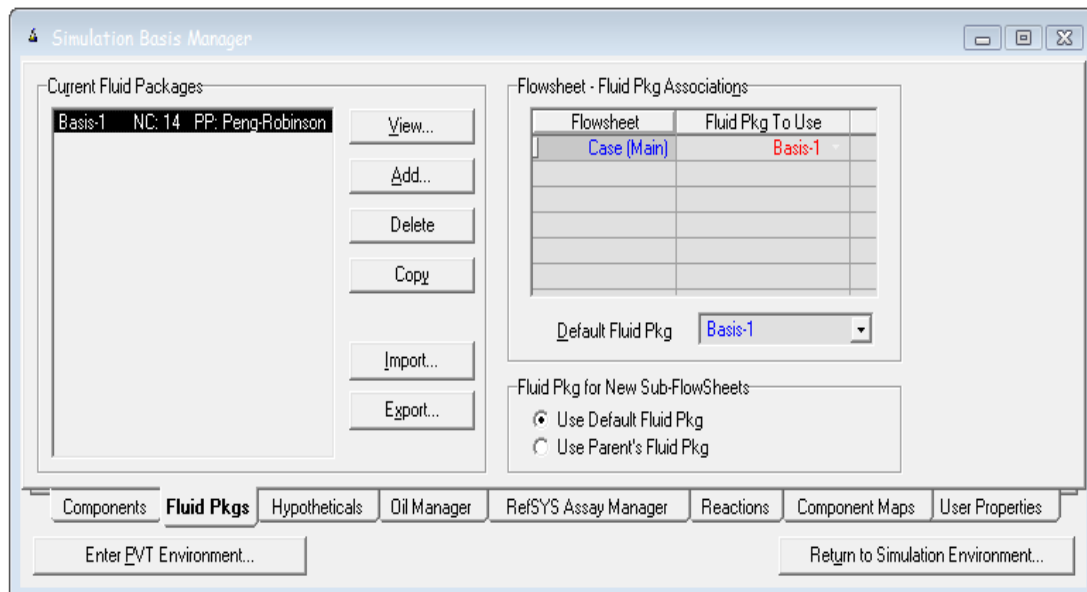 Simulation Basis Manager
Current Fluid Packages
Basis-1 NC: 14 PP: Peng-Robinson
View...
Add...
Delete
Copy
Import...
Export...
Flowsheet - Fluid Pkg Associations
Flowsheet Fluid Pkg To Use
Case (Main) Basis-1
Default Fluid Pkg Basis-1
Fluid Pkg for New Sub-FlowSheets
Use Default Fluid Pkg
Use Parent's Fluid Pkg
Components Fluid Pkgs Hypotheticals Oil Manager RefSYS Assay Manager Reactions Component Maps User Properties
Enter PVT Environment... Return to Simulation Environment...